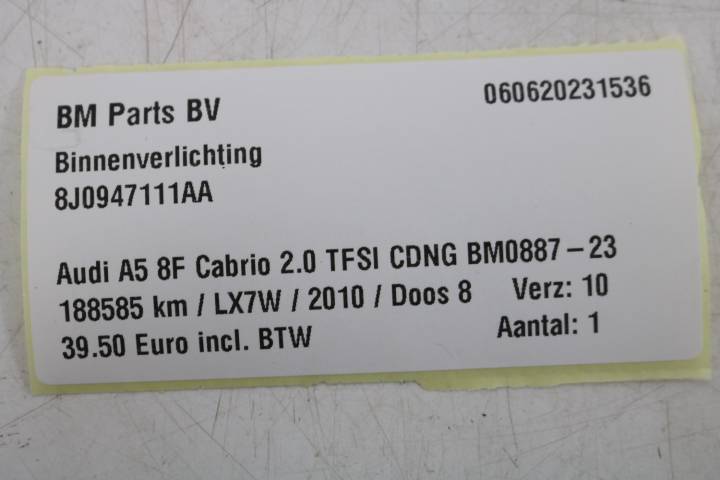 BM Parts BV 060620231536
Binnenverlichting
8J0947111AA
Audi A5 8F Cabrio 2.0 TFSI CDNG BM0887-23
188585 km / LX7W / 2010 / Doos 8 Verz: 10
39.50 Euro incl. BTW Aantal: 1